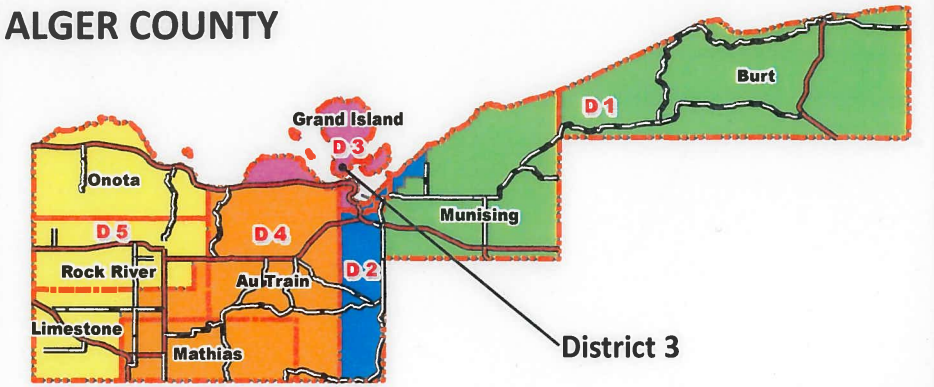 ALGER COUNTY
Burt
D 1
Grand Island
D 3
Onota
Munising
D 5
D 4
Rock River
D 2
Au Train
Limestone
Mathias
District 3